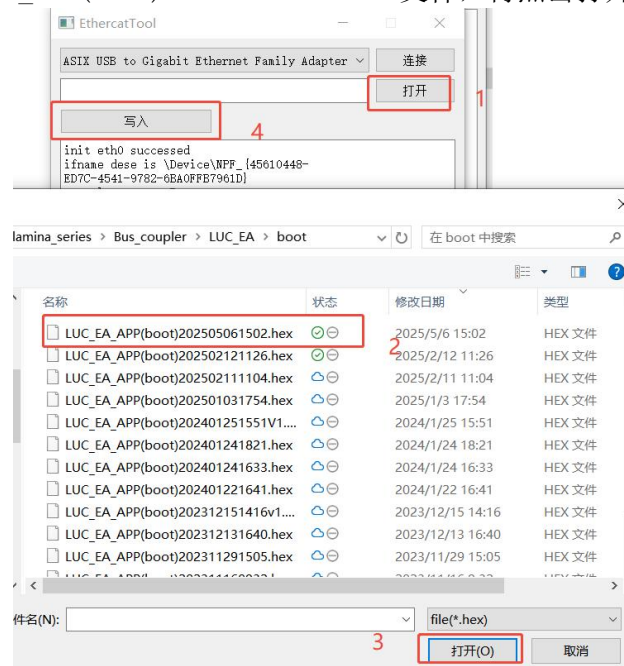 EthercatTool
ASIX USB to Gigabit Ethernet Family Adapter
连接
打开
1
写入
4
init eth0 successed
ifname dese is \Device\NPF_{45610448-
ED7C-4541-9782-6BA0FFB7961D}
lamina_series > Bus_coupler > LUC_EA > boot
在 boot 中搜索
名称 状态 修改日期 类型
LUC_EA_APP(boot)202505061502.hex 2025/5/6 15:02 HEX 文件
2
LUC_EA_APP(boot)202502121126.hex 2025/2/12 11:26 HEX 文件
LUC_EA_APP(boot)202502111104.hex 2025/2/11 11:04 HEX 文件
LUC_EA_APP(boot)202501031754.hex 2025/1/3 17:54 HEX 文件
LUC_EA_APP(boot)202401251551V1.... 2024/1/25 15:51 HEX 文件
LUC_EA_APP(boot)202401241821.hex 2024/1/24 18:21 HEX 文件
LUC_EA_APP(boot)202401241633.hex 2024/1/24 16:33 HEX 文件
LUC_EA_APP(boot)202401221641.hex 2024/1/22 16:41 HEX 文件
LUC_EA_APP(boot)202312151416v1.... 2023/12/15 14:16 HEX 文件
LUC_EA_APP(boot)202312131640.hex 2023/12/13 16:40 HEX 文件
LUC_EA_APP(boot)202311291505.hex 2023/11/29 15:05 HEX 文件
件名(N):
file(*.hex)
3
打开(O)
取消